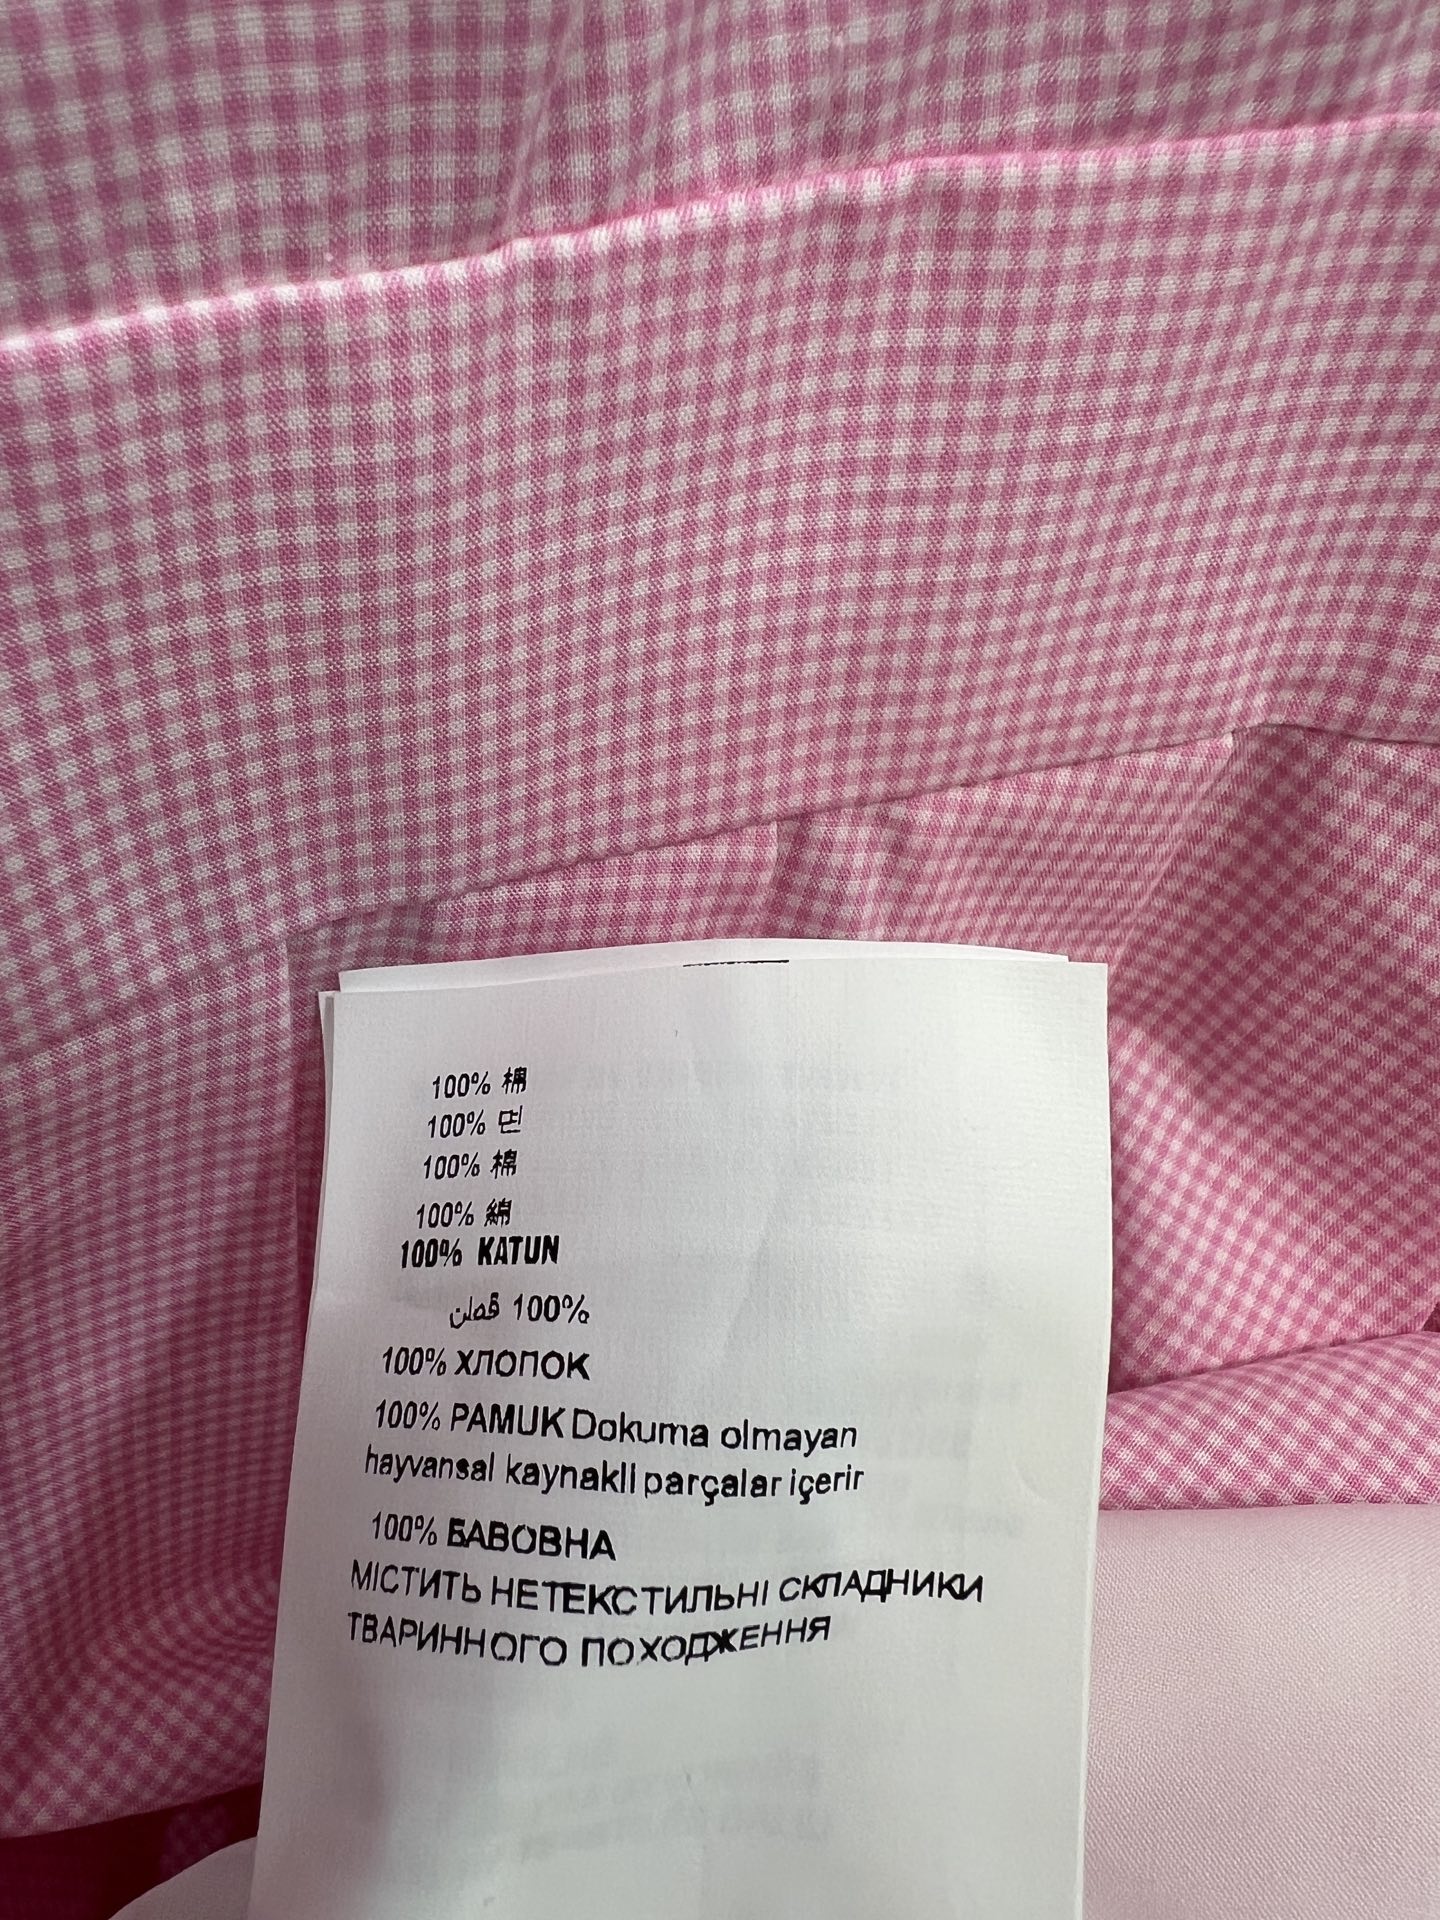 100% 棉
100% 면
100% 棉
100% 綿
100% KATUN
100% قطن
100% ХЛОПОК
100% PAMUK Dokuma olmayan
hayvansal kaynakli parçalar içerir
100% БАВОВНА
МІСТИТЬ НЕТЕКСТИЛЬНІ СКЛАДНИКИ
ТВАРИННОГО ПОХОДЖЕННЯ